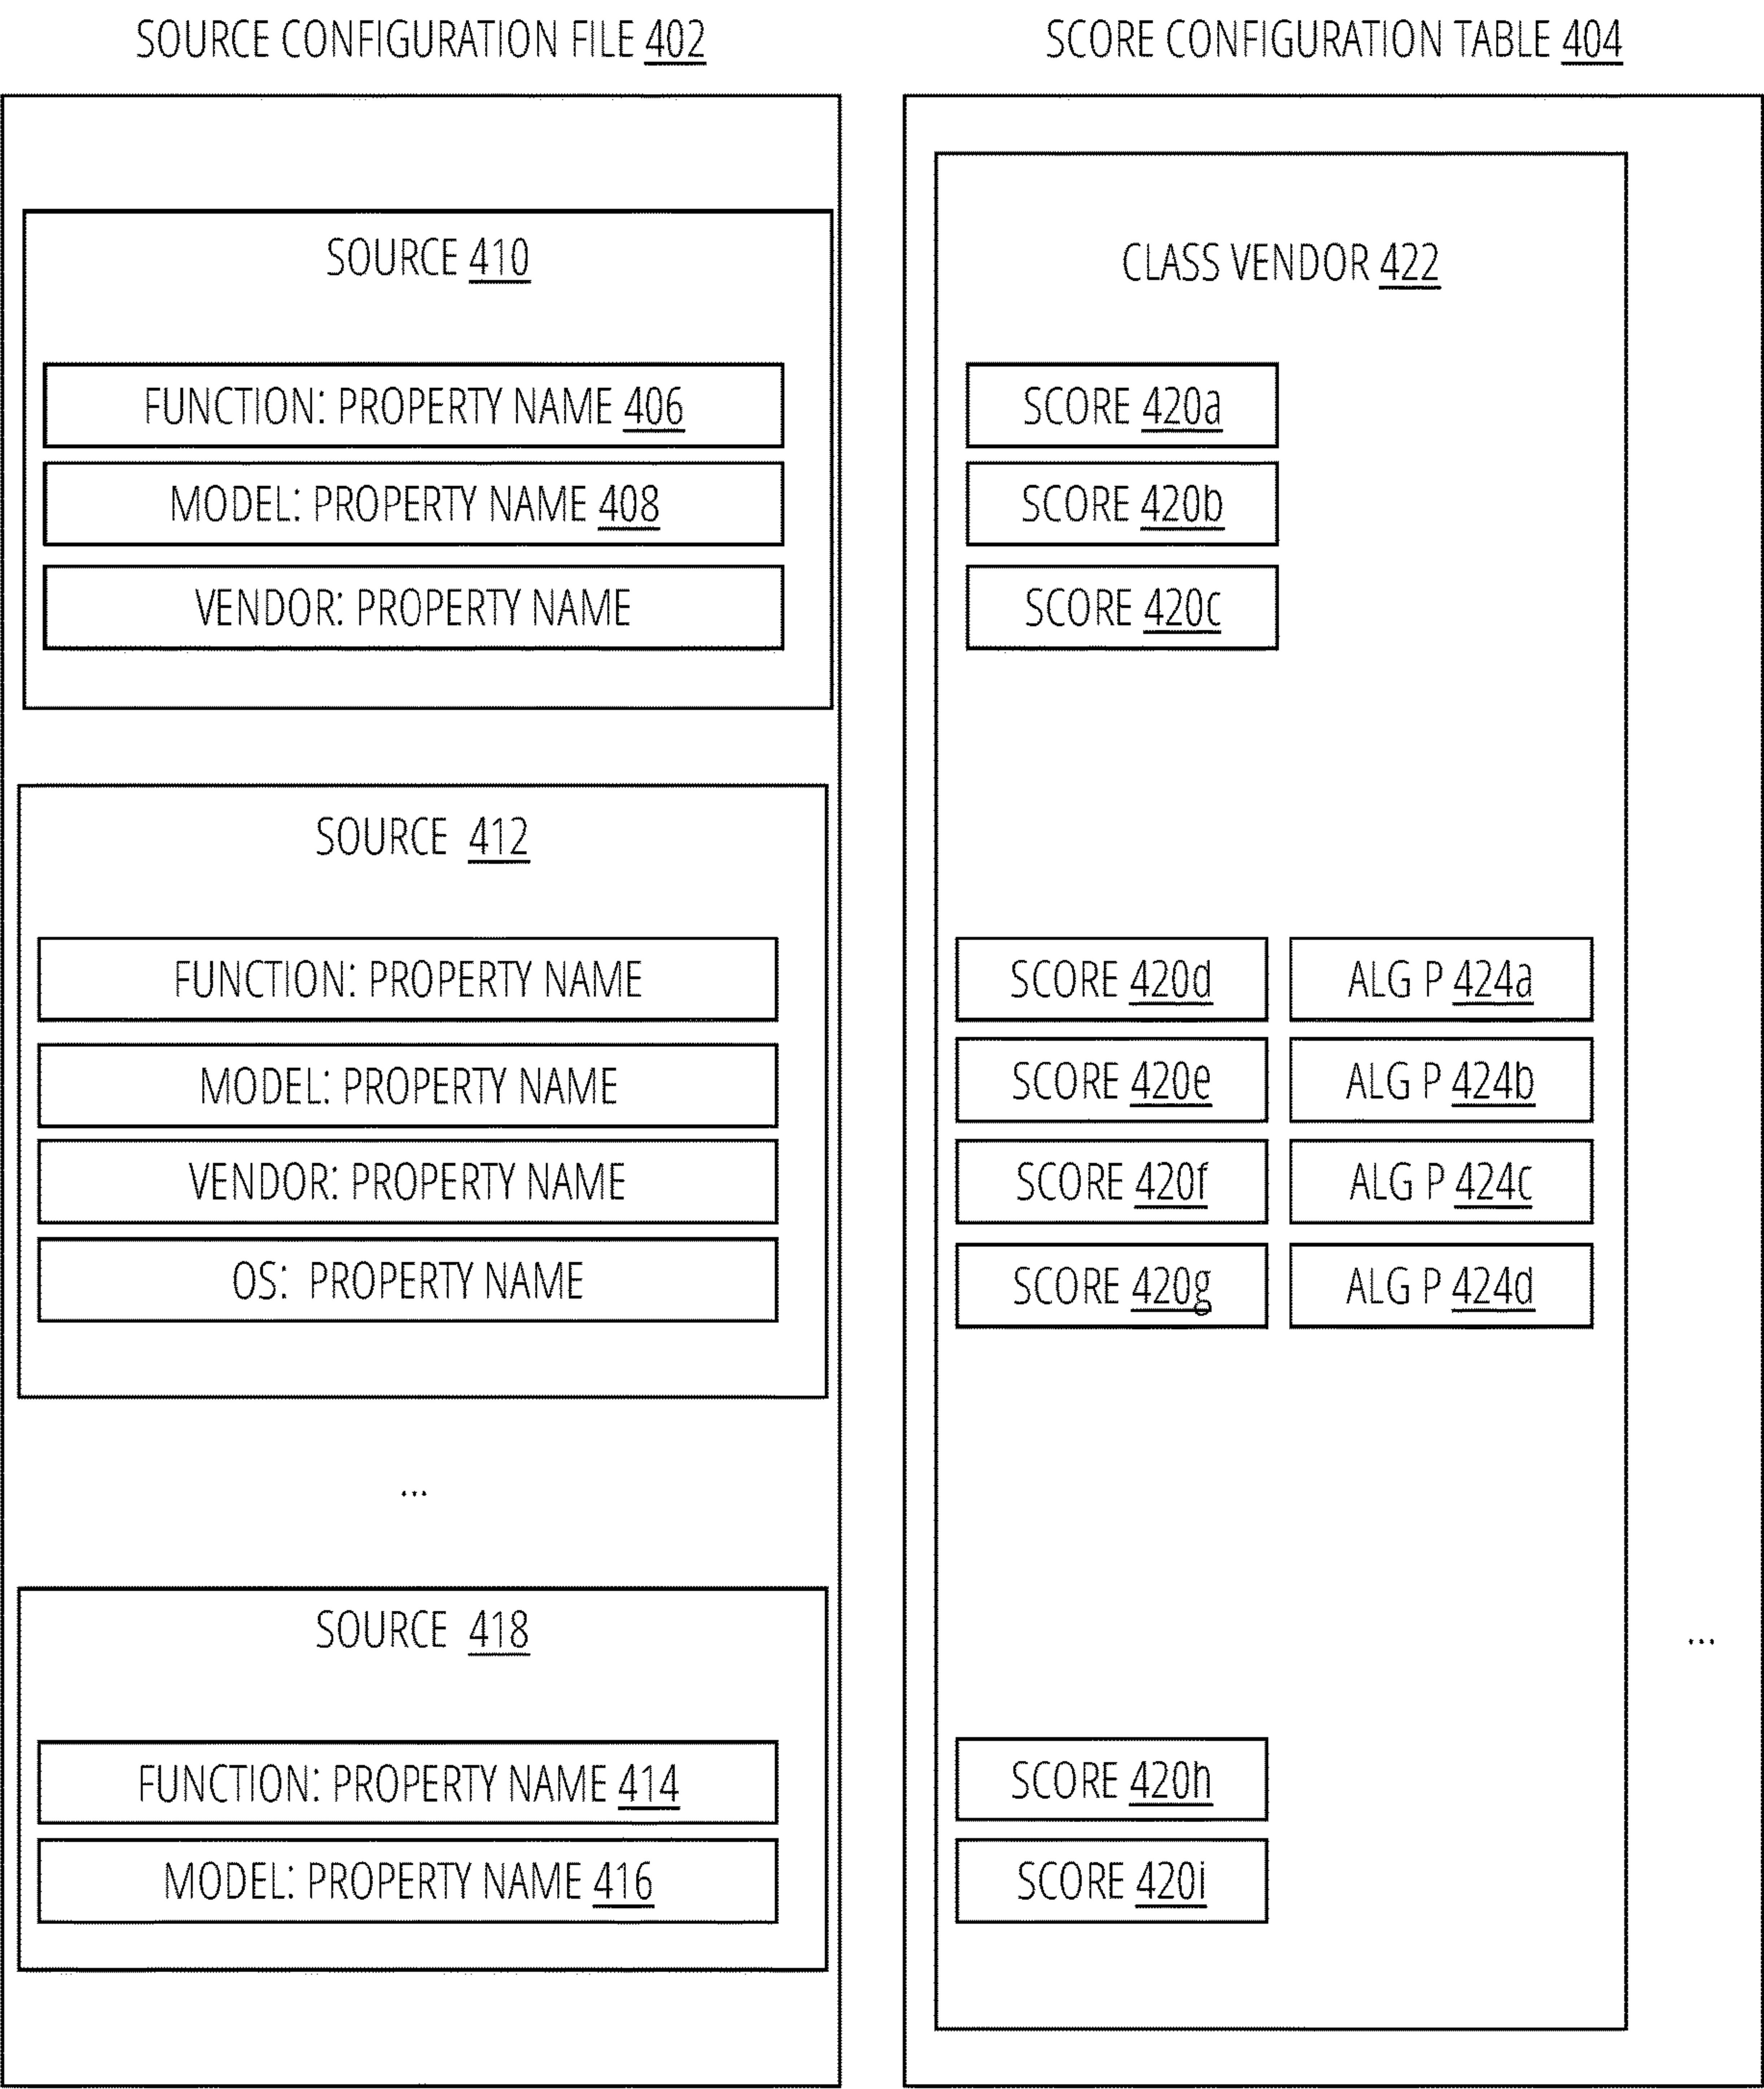 SOURCE CONFIGURATION FILE 402
SOURCE 410
FUNCTION: PROPERTY NAME 406
MODEL: PROPERTY NAME 408
VENDOR: PROPERTY NAME
SOURCE 412
FUNCTION: PROPERTY NAME
MODEL: PROPERTY NAME
VENDOR: PROPERTY NAME
OS: PROPERTY NAME
...
SOURCE 418
FUNCTION: PROPERTY NAME 414
MODEL: PROPERTY NAME 416
SCORE CONFIGURATION TABLE 404
CLASS VENDOR 422
SCORE 420a
SCORE 420b
SCORE 420c
SCORE 420d
ALG P 424a
SCORE 420e
ALG P 424b
SCORE 420f
ALG P 424c
SCORE 420g
ALG P 424d
SCORE 420h
SCORE 420i
...